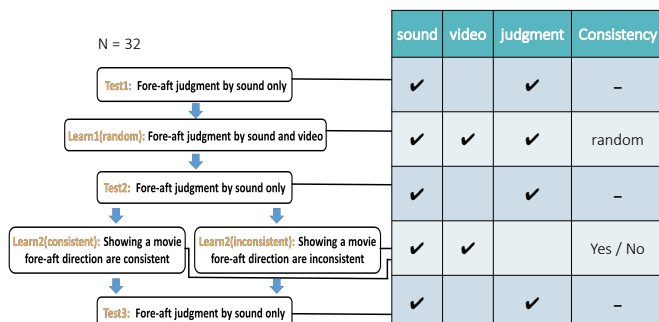 N = 32
sound video judgment Consistency
Test1: Fore-aft judgment by sound only
✔ ✔ –
Learn1(random): Fore-aft judgment by sound and video
✔ ✔ ✔ random
Test2: Fore-aft judgment by sound only
✔ ✔ –
Learn2(consistent): Showing a movie
fore-aft direction are consistent
Learn2(inconsistent): Showing a movie
fore-aft direction are inconsistent
✔ ✔ Yes / No
Test3: Fore-aft judgment by sound only
✔ ✔ –